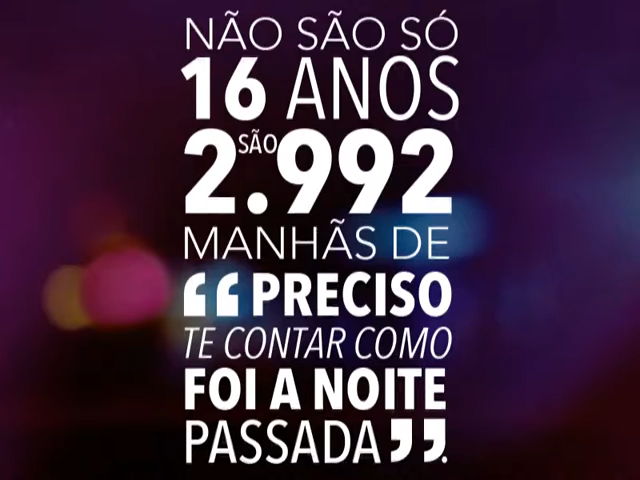 NÃO SÃO SÓ
16 ANOS
SÃO
2.992
MANHÃS DE
“PRECISO
TE CONTAR COMO
FOI A NOITE
PASSADA”.